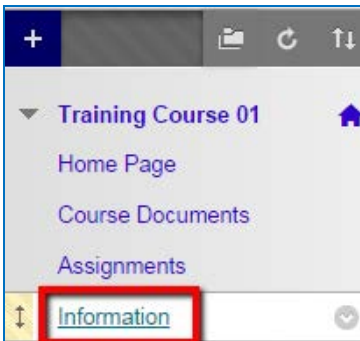 Training Course 01
Home Page
Course Documents
Assignments
Information